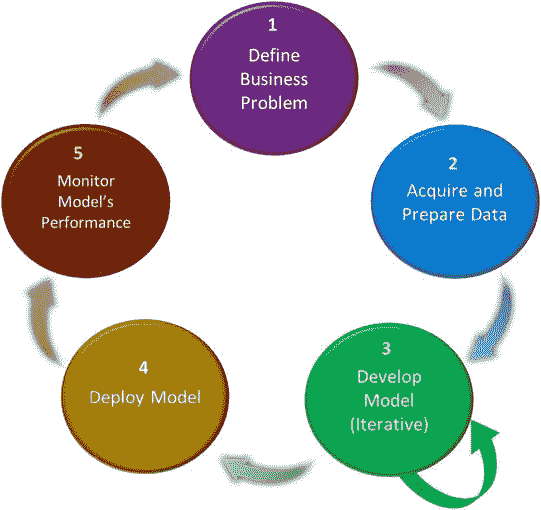 1
Define
Business
Problem
2
Acquire and
Prepare Data
3
Develop
Model
(Iterative)
4
Deploy Model
5
Monitor
Model's
Performance